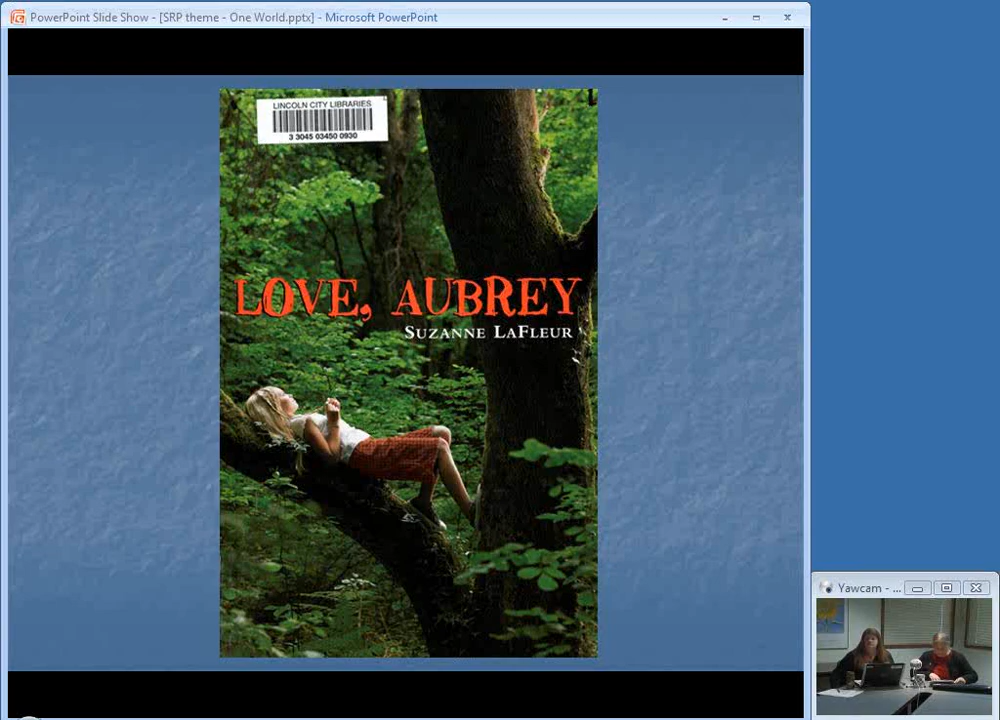 PowerPoint Slide Show - [SRP theme - One World.pptx] - Microsoft PowerPoint
LINCOLN CITY LIBRARIES
3 3045 03450 0930
LOVE, AUBREY
SUZANNE LAFLEUR
Yawcam - ...